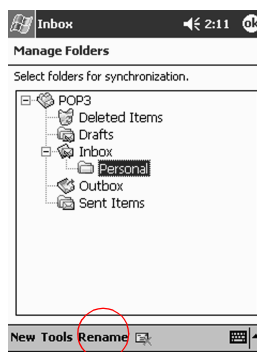 Inbox 2:11 ok
Manage Folders
Select folders for synchronization.
POP3
Deleted Items
Drafts
Inbox
Personal
Outbox
Sent Items
New Tools Rename